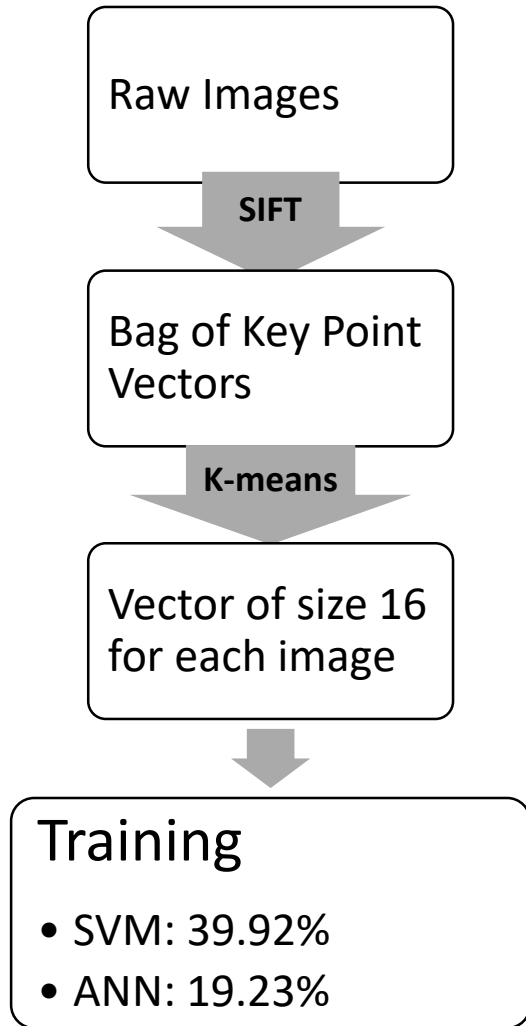 Raw Images
SIFT
Bag of Key Point
Vectors
K-means
Vector of size 16
for each image
Training
• SVM: 39.92%
• ANN: 19.23%